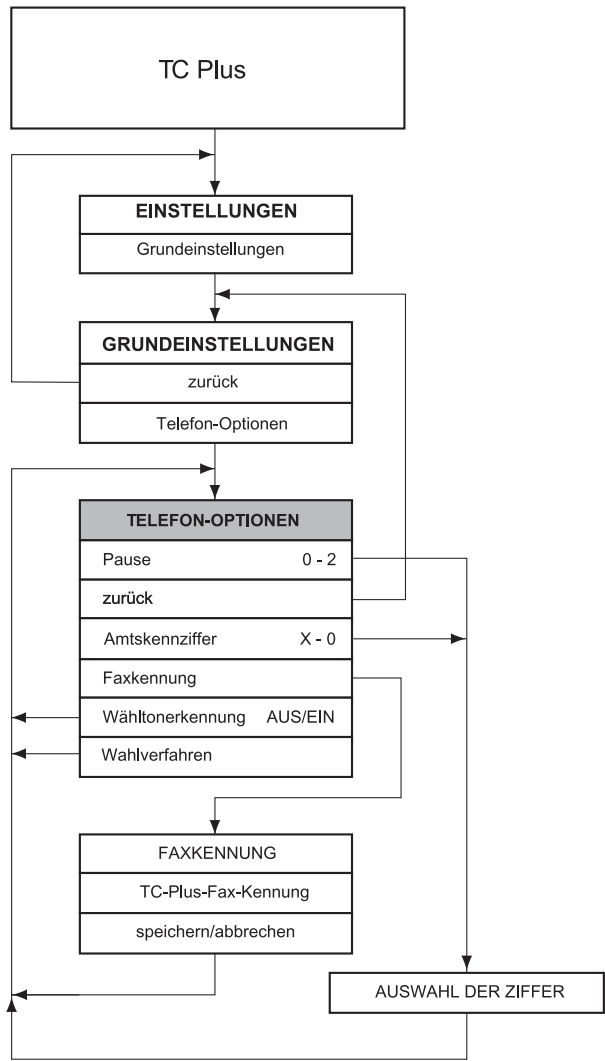 TC Plus
EINSTELLUNGEN
Grundeinstellungen
GRUNDEINSTELLUNGEN
zurück
Telefon-Optionen
TELEFON-OPTIONEN
Pause 0 - 2
zurück
Amtskennziffer X - 0
Faxkennung
Wähltonerkennung AUS/EIN
Wahlverfahren
FAXKENNUNG
TC-Plus-Fax-Kennung
speichern/abbrechen
AUSWAHL DER ZIFFER